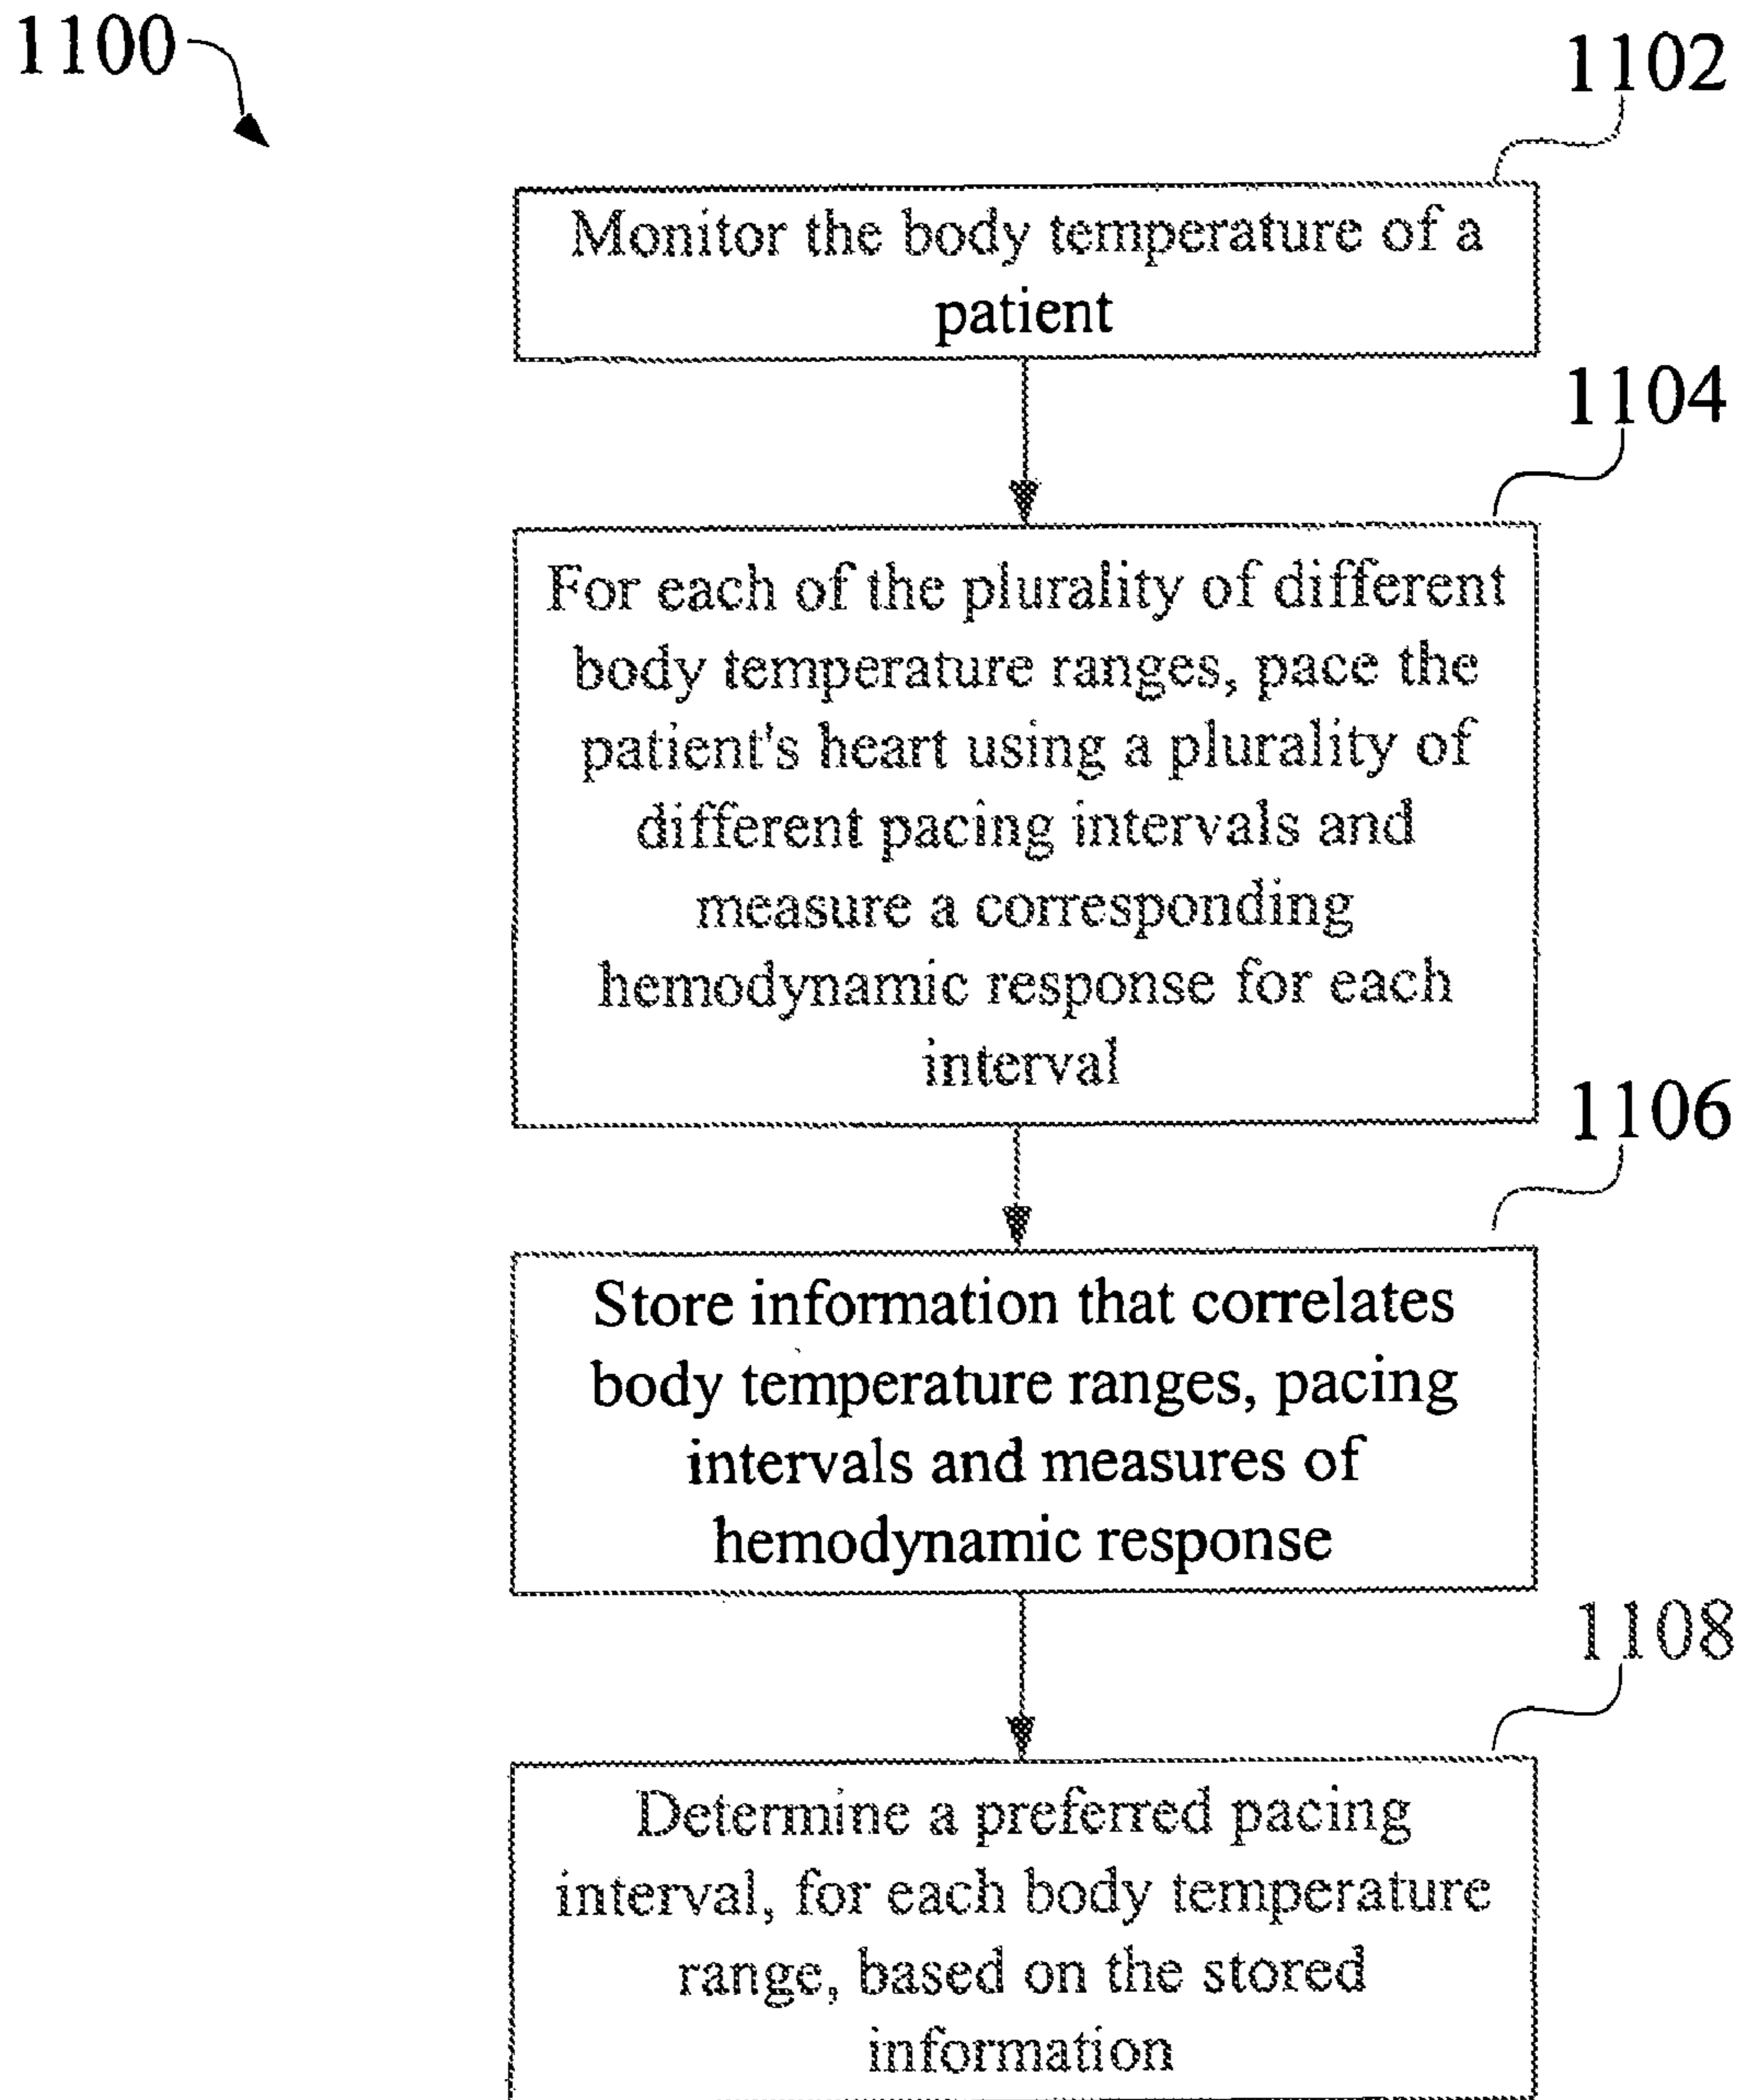 1100
1102
Monitor the body temperature of a
patient
1104
For each of the plurality of different
body temperature ranges, pace the
patient's heart using a plurality of
different pacing intervals and
measure a corresponding
hemodynamic response for each
interval
1106
Store information that correlates
body temperature ranges, pacing
intervals and measures of
hemodynamic response
1108
Determine a preferred pacing
interval, for each body temperature
range, based on the stored
information